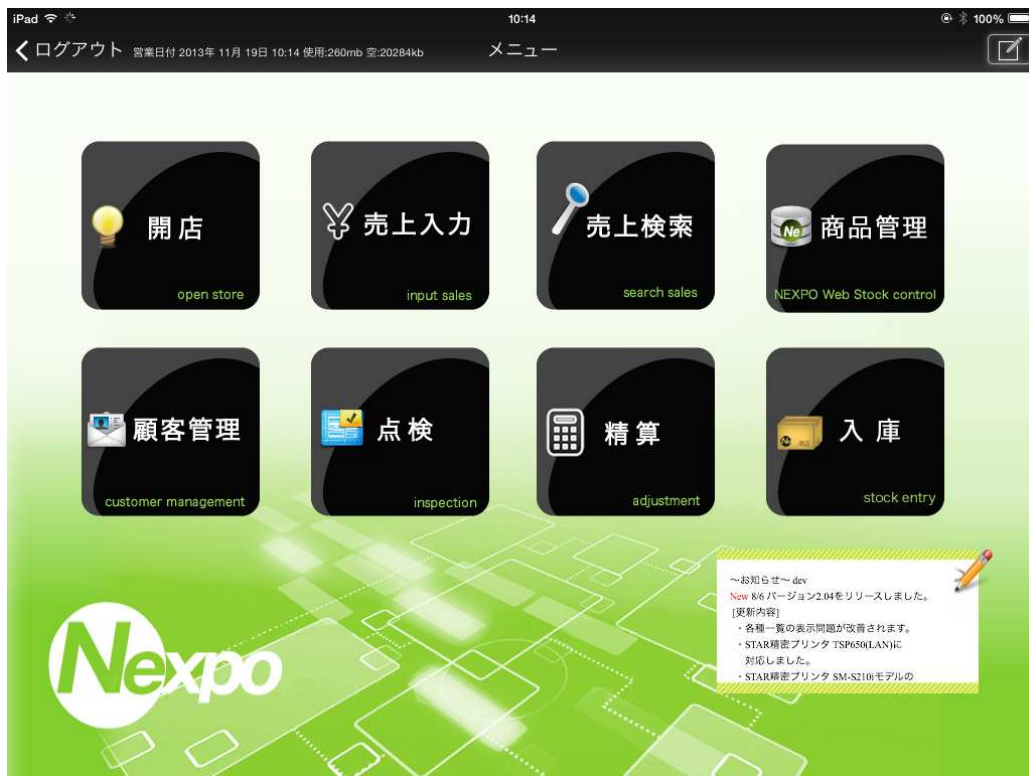 iPad 10:14 100%
ログアウト 営業日付 2013年 11月 19日 10:14 使用:260mb 空:20284kb メニュー
開店
open store
¥ 売上入力
input sales
売上検索
search sales
Ne 商品管理
NEXPO Web Stock control
顧客管理
customer management
点検
inspection
精算
adjustment
Ne 入庫
stock entry
～お知らせ～ dev
New 8/6 バージョン2.04をリリースしました。
[更新内容]
・各種一覧の表示問題が改善されます。
・STAR精密プリンタ TSP650(LAN)に
対応しました。
・STAR精密プリンタ SM-S210iモデルの
Nexpo